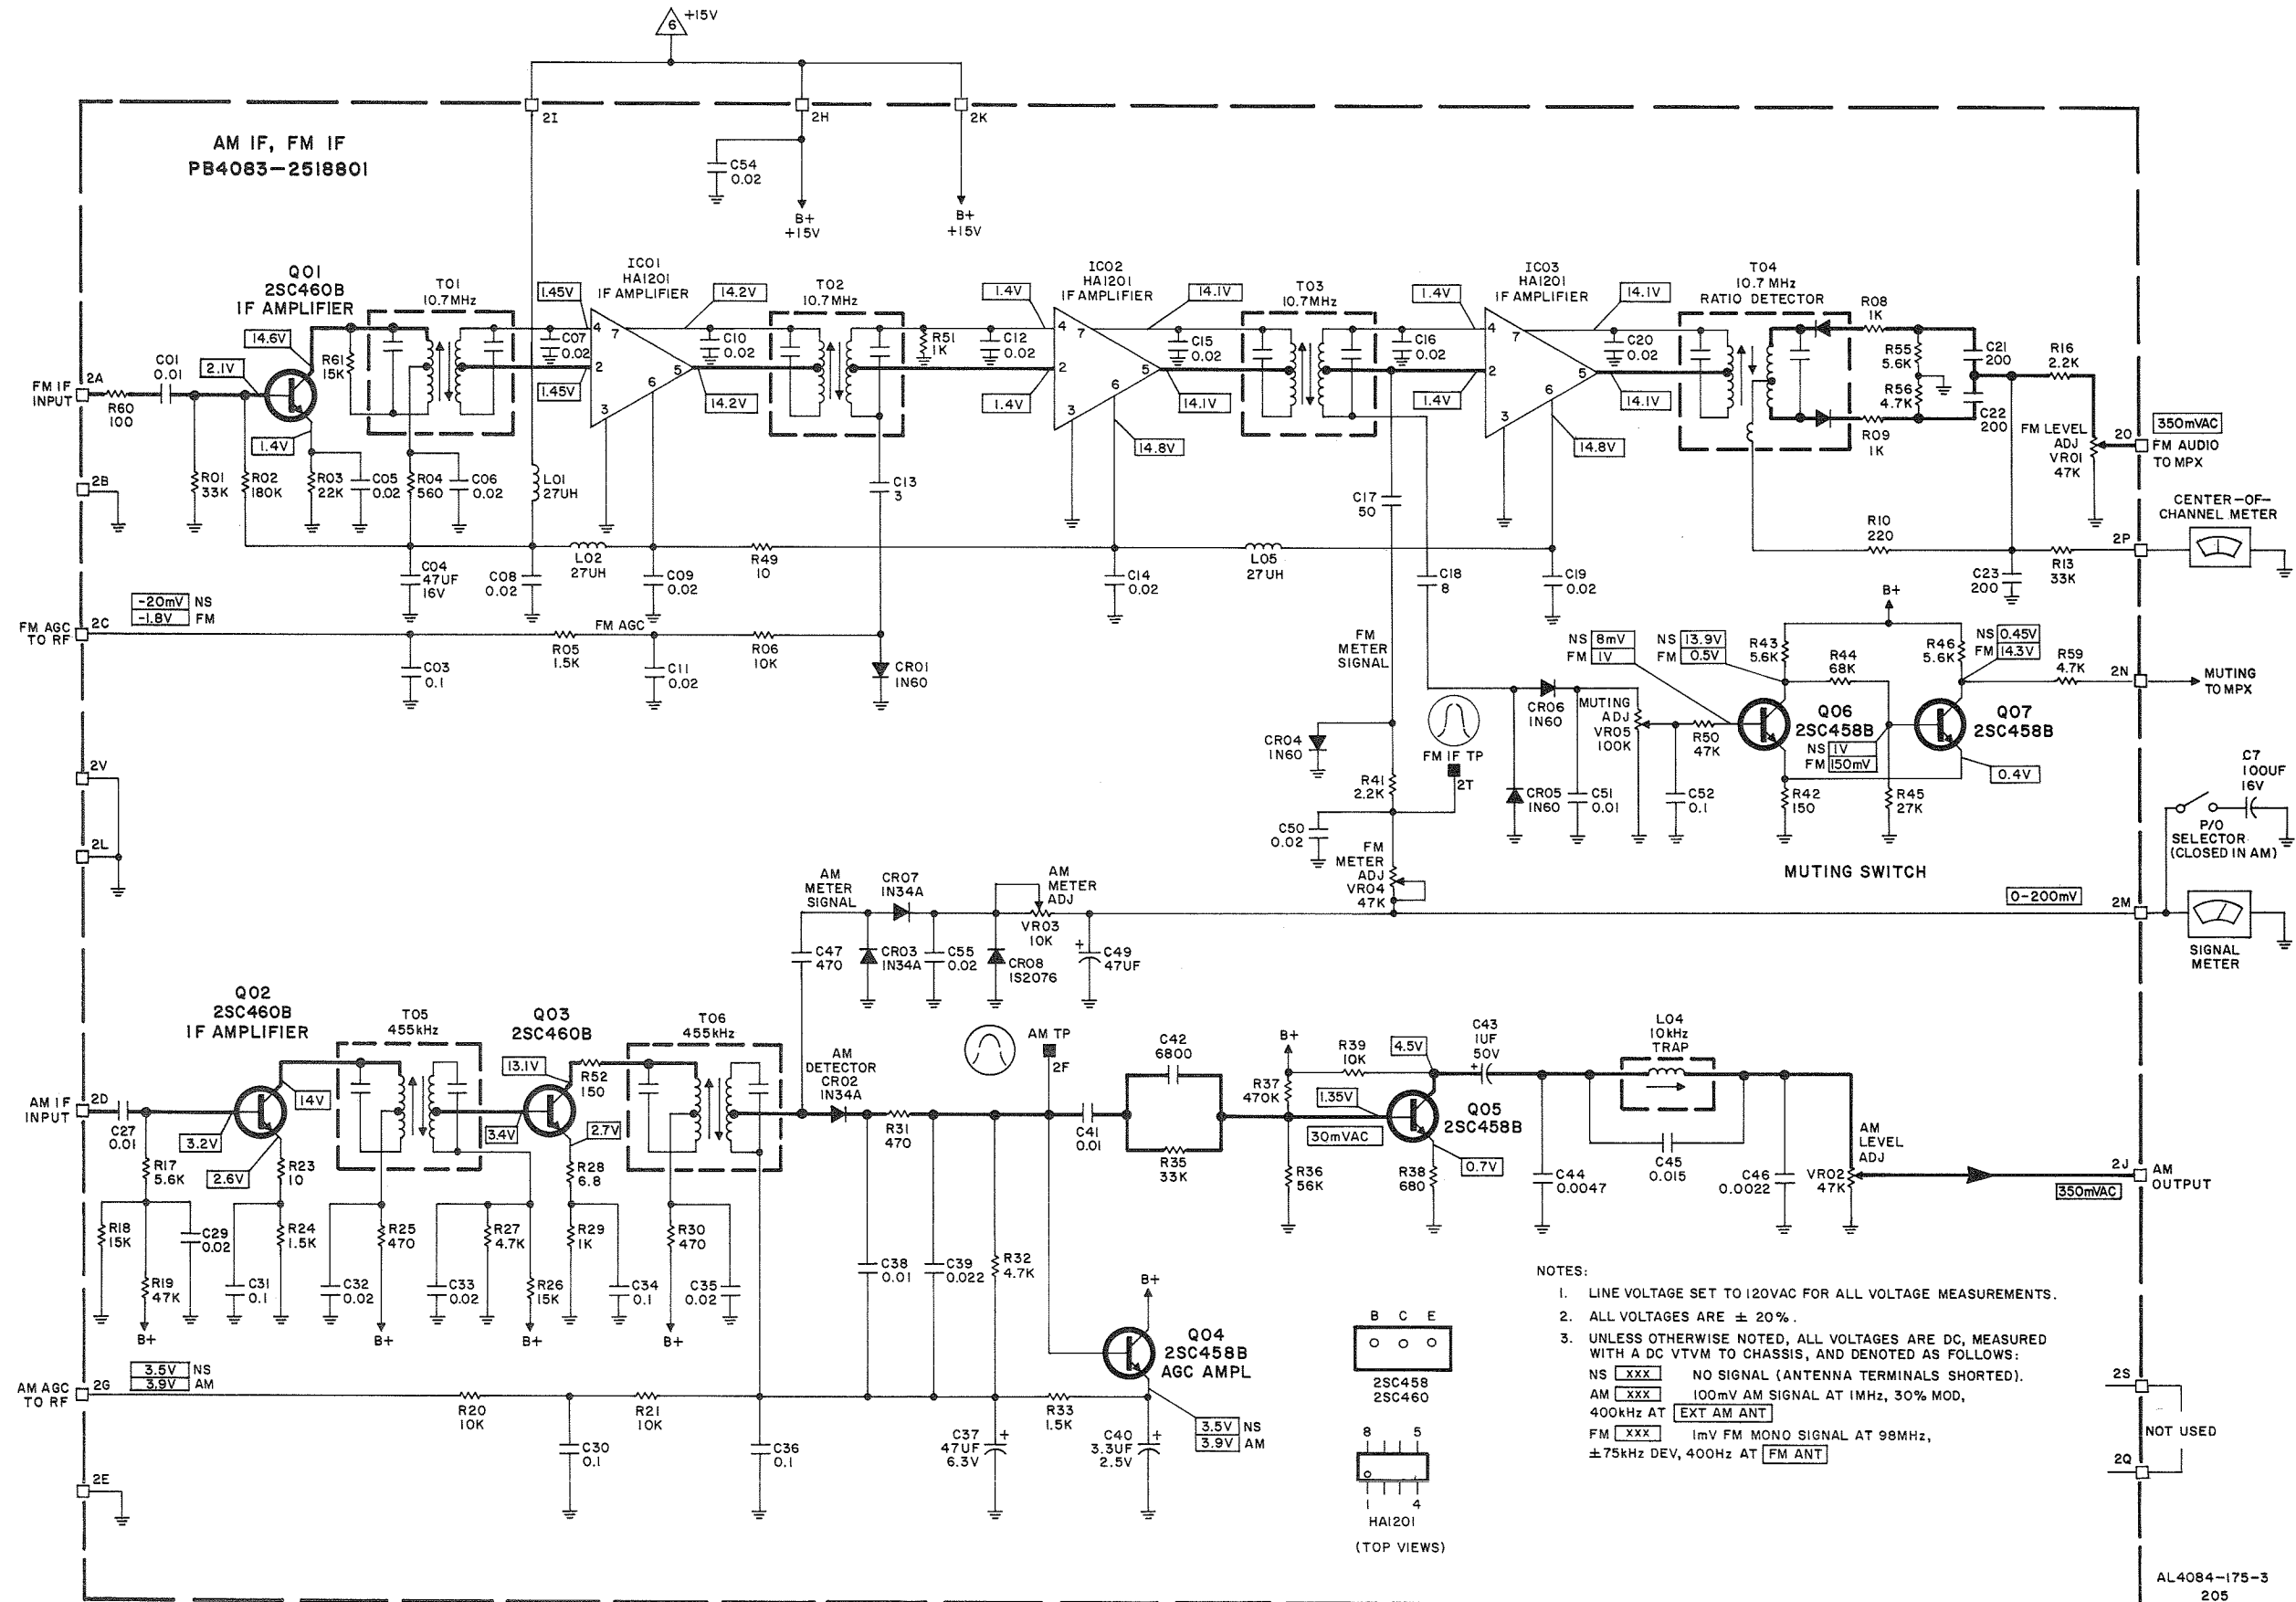 6 +15V
2I
2H
2K
AM IF, FM IF
PB4083-2518801
C54
0.02
B+
+15V
B+
+15V
Q01
2SC460B
IF AMPLIFIER
T01
10.7MHz
IC01
HA1201
IF AMPLIFIER
T02
10.7MHz
IC02
HA1201
IF AMPLIFIER
T03
10.7MHz
IC03
HA1201
IF AMPLIFIER
T04
10.7 MHz
RATIO DETECTOR
FM IF
INPUT
2A
R60
100
C01
0.01
2.1V
14.6V
1.4V
R61
15K
R01
33K
R02
180K
R03
22K
C05
0.02
R04
560
C06
0.02
L01
27UH
1.45V
C07
0.02
1.45V
4
7
2
3
6
5
14.2V
C10
0.02
14.2V
R51
1K
C12
0.02
1.4V
1.4V
4
7
2
3
6
5
14.1V
C15
0.02
14.1V
14.8V
C16
0.02
1.4V
1.4V
4
7
2
3
6
5
14.1V
C20
0.02
14.1V
14.8V
R08
1K
R55
5.6K
R56
4.7K
R09
1K
C21
200
C22
200
R16
2.2K
FM LEVEL
ADJ
VR01
47K
350mVAC
2O
FM AUDIO
TO MPX
2B
C13
3
C17
50
CENTER-OF-
CHANNEL METER
R10
220
2P
R13
33K
C23
200
C04
47UF
16V
C08
0.02
L02
27UH
C09
0.02
R49
10
C14
0.02
L05
27UH
C18
8
C19
0.02
-20mV NS
-1.8V FM
FM AGC
TO RF
2C
C03
0.1
R05
1.5K
FM AGC
C11
0.02
R06
10K
CR01
1N60
FM
METER
SIGNAL
B+
NS 8mV
FM 1V
NS 13.9V
FM 0.5V
R43
5.6K
R44
68K
R46
5.6K
NS 0.45V
FM 14.3V
R59
4.7K
2N
MUTING
TO MPX
CR04
1N60
FM IF TP
2T
CR06
1N60
MUTING
ADJ
VR05
100K
R50
47K
Q06
2SC458B
NS 1V
FM 150mV
Q07
2SC458B
0.4V
R41
2.2K
CR05
1N60
C51
0.01
C52
0.1
R42
150
R45
27K
C50
0.02
FM
METER
ADJ
VR04
47K
MUTING SWITCH
C7
100UF
16V
P/O
SELECTOR
(CLOSED IN AM)
2V
2L
0-200mV
2M
SIGNAL
METER
AM
METER
SIGNAL
CR07
1N34A
AM
METER
ADJ
VR03
10K
C47
470
CR03
1N34A
C55
0.02
CR08
1S2076
+
C49
47UF
Q02
2SC460B
IF AMPLIFIER
T05
455kHz
Q03
2SC460B
T06
455kHz
AM IF
INPUT
2D
C27
0.01
3.2V
14V
2.6V
R17
5.6K
R23
10
3.4V
13.1V
R52
150
2.7V
R28
6.8
AM
DETECTOR
CR02
1N34A
R31
470
AM TP
2F
C41
0.01
C42
6800
R35
33K
B+
R37
470K
R39
10K
4.5V
1.35V
30mVAC
Q05
2SC458B
0.7V
R36
56K
R38
680
C43
1UF
50V
+
L04
10kHz
TRAP
C44
0.0047
C45
0.015
C46
0.0022
AM
LEVEL
ADJ
VR02
47K
2J
AM
OUTPUT
350mVAC
R18
15K
C29
0.02
R19
47K
B+
C31
0.1
R24
1.5K
C32
0.02
R25
470
B+
C33
0.02
R27
4.7K
R26
15K
B+
R29
1K
C34
0.1
R30
470
C35
0.02
B+
C38
0.01
C39
0.022
R32
4.7K
B+
Q04
2SC458B
AGC AMPL
3.5V NS
3.9V AM
AM AGC
TO RF
2G
R20
10K
R21
10K
C30
0.1
C36
0.1
C37
47UF
6.3V
+
R33
1.5K
C40
3.3UF
2.5V
+
3.5V NS
3.9V AM
2E
B C E
2SC458
2SC460
8 5
1 4
HA1201
(TOP VIEWS)
NOTES:
1. LINE VOLTAGE SET TO 120VAC FOR ALL VOLTAGE MEASUREMENTS.
2. ALL VOLTAGES ARE ± 20%.
3. UNLESS OTHERWISE NOTED, ALL VOLTAGES ARE DC, MEASURED
WITH A DC VTVM TO CHASSIS, AND DENOTED AS FOLLOWS:
NS XXX NO SIGNAL (ANTENNA TERMINALS SHORTED).
AM XXX 100mV AM SIGNAL AT 1MHz, 30% MOD,
400kHz AT EXT AM ANT
FM XXX 1mV FM MONO SIGNAL AT 98MHz,
±75kHz DEV, 400Hz AT FM ANT
2S
NOT USED
2Q
AL4084-175-3
205